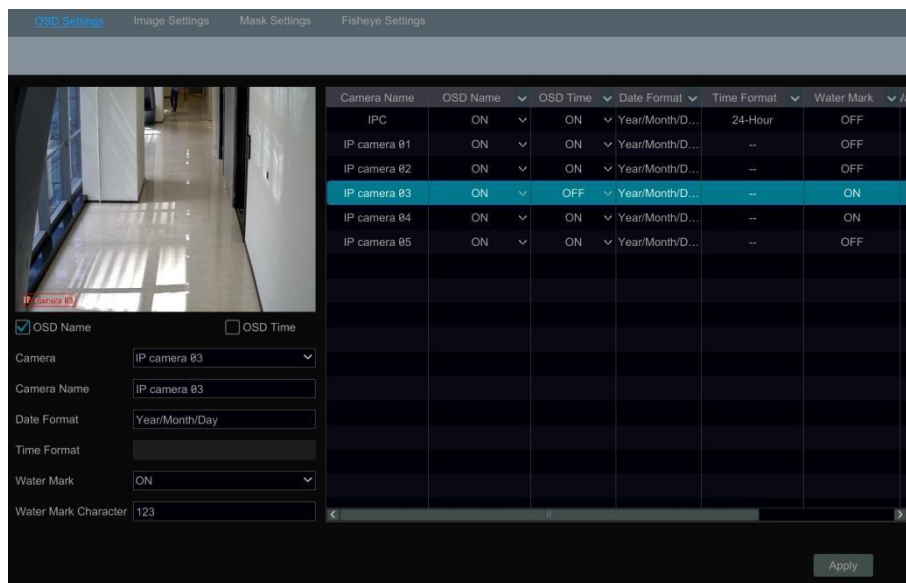 OSD Settings Image Settings Mask Settings Fisheye Settings
Camera Name OSD Name OSD Time Date Format Time Format Water Mark
IPC ON ON Year/Month/D... 24-Hour OFF
IP camera 01 ON ON Year/Month/D... -- OFF
IP camera 02 ON ON Year/Month/D... -- OFF
IP camera 03 ON OFF Year/Month/D... -- ON
IP camera 04 ON ON Year/Month/D... -- ON
IP camera 05 ON ON Year/Month/D... -- OFF
IP camera 03
OSD Name OSD Time
Camera IP camera 03
Camera Name IP camera 03
Date Format Year/Month/Day
Time Format
Water Mark ON
Water Mark Character 123
Apply